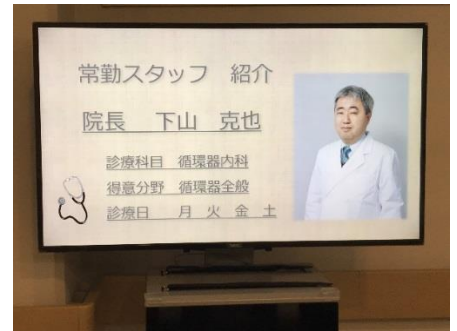 常勤スタッフ 紹介
院長 下山 克也
診療科目 循環器内科
得意分野 循環器全般
診療日 月 火 金 土